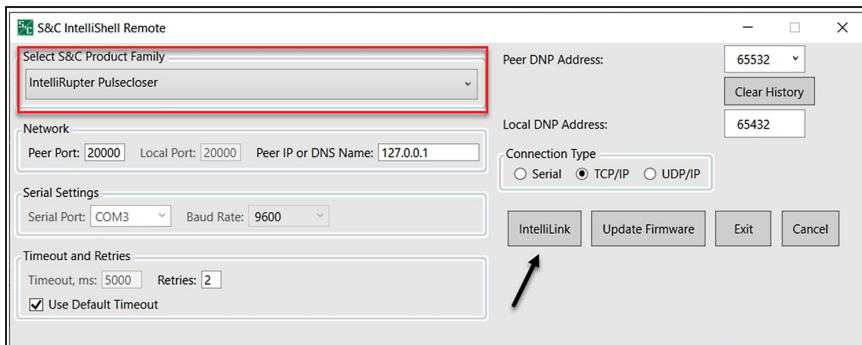 S&C IntelliShell Remote
Select S&C Product Family
IntelliRupter Pulsecloser
Network
Peer Port: 20000 Local Port: 20000 Peer IP or DNS Name: 127.0.0.1
Serial Settings
Serial Port: COM3 Baud Rate: 9600
Timeout and Retries
Timeout, ms: 5000 Retries: 2
Use Default Timeout
Peer DNP Address: 65532
Clear History
Local DNP Address: 65432
Connection Type
Serial TCP/IP UDP/IP
IntelliLink Update Firmware Exit Cancel